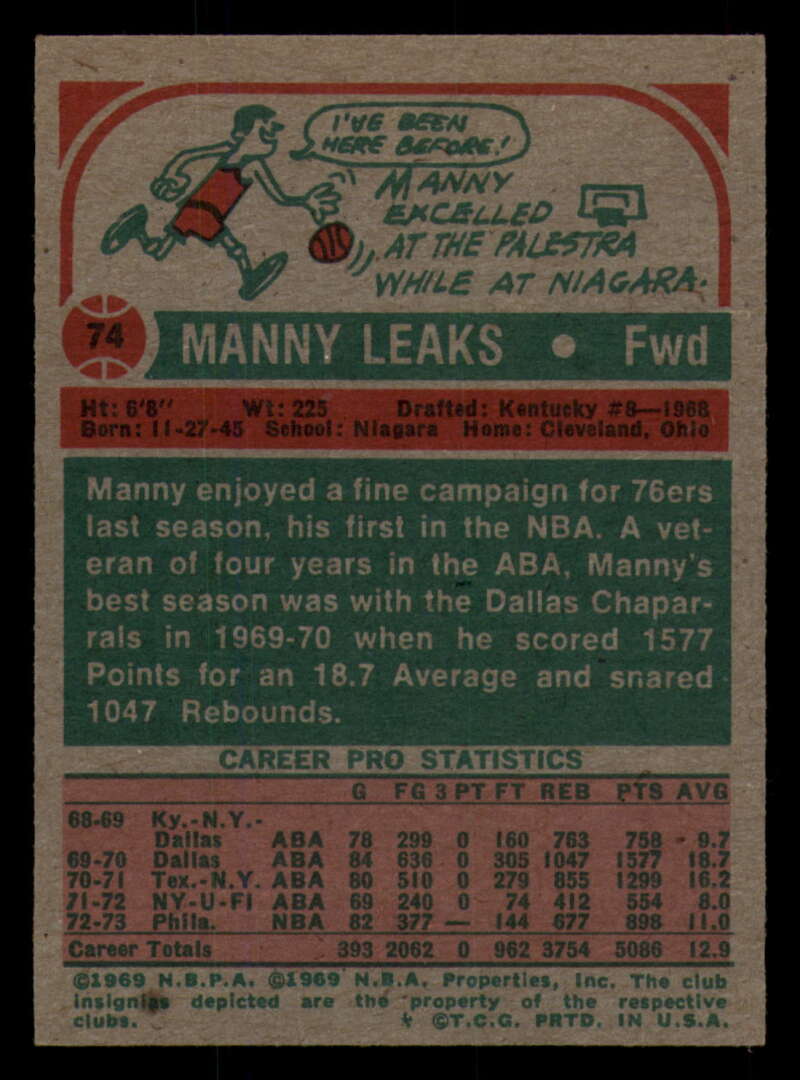 I'VE BEEN
HERE BEFORE!
MANNY
EXCELLED
AT THE PALESTRA
WHILE AT NIAGARA.
74 MANNY LEAKS • Fwd
Ht: 6'8" Wt: 225 Drafted: Kentucky #8—1968
Born: 11-27-45 School: Niagara Home: Cleveland, Ohio
Manny enjoyed a fine campaign for 76ers
last season, his first in the NBA. A vet-
eran of four years in the ABA, Manny's
best season was with the Dallas Chapar-
rals in 1969-70 when he scored 1577
Points for an 18.7 Average and snared
1047 Rebounds.
CAREER PRO STATISTICS
G FG 3 PT FT REB PTS AVG
68-69 Ky.-N.Y.-
Dallas ABA 78 299 0 160 763 758 9.7
69-70 Dallas ABA 84 636 0 305 1047 1577 18.7
70-71 Tex.-N.Y. ABA 80 510 0 279 855 1299 16.2
71-72 NY-U-Fl ABA 69 240 0 74 412 554 8.0
72-73 Phila. NBA 82 377 — 144 677 898 11.0
Career Totals 393 2062 0 962 3754 5086 12.9
©1969 N.B.P.A. ©1969 N.B.A. Properties, Inc. The club
insignias depicted are the property of the respective
clubs. * ©T.C.G. PRTD. IN U.S.A.